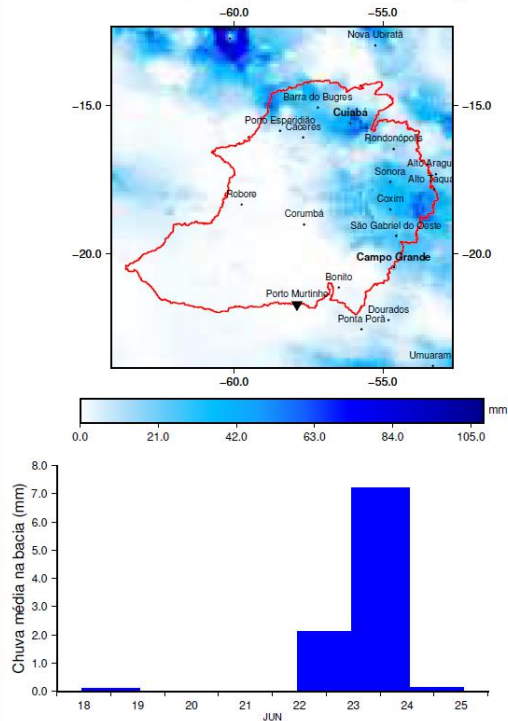 −60.0 −55.0
Nova Ubiratã
−15.0 −15.0
Barra do Bugres
Cuiabá
Porto Esperidião
Cáceres
Rondonópolis
Alto Aragu
Sonora Alto Taqua
Robore Coxim
Corumbá
São Gabriel do Oeste
−20.0 −20.0
Campo Grande
Bonito
Porto Murtinho
Dourados
Ponta Porã
Umuaram
−60.0 −55.0
mm
0.0 21.0 42.0 63.0 84.0 105.0
Chuva média na bacia (mm)
8.0
7.0
6.0
5.0
4.0
3.0
2.0
1.0
0.0
18 19 20 21 22 23 24 25
JUN